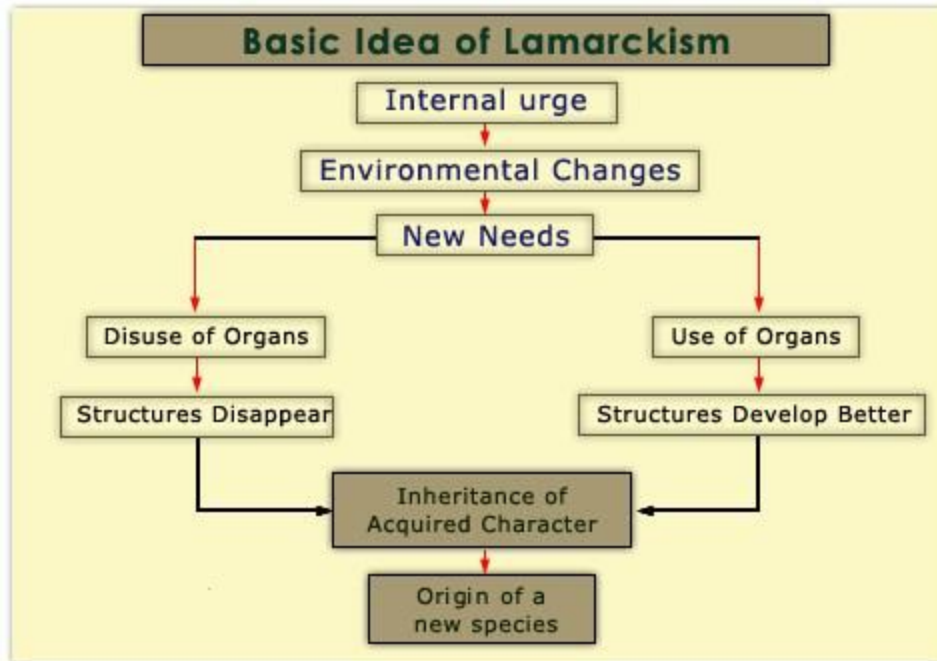 Basic Idea of Lamarckism
Internal urge
Environmental Changes
New Needs
Disuse of Organs
Use of Organs
Structures Disappear
Structures Develop Better
Inheritance of
Acquired Character
Origin of a
new species